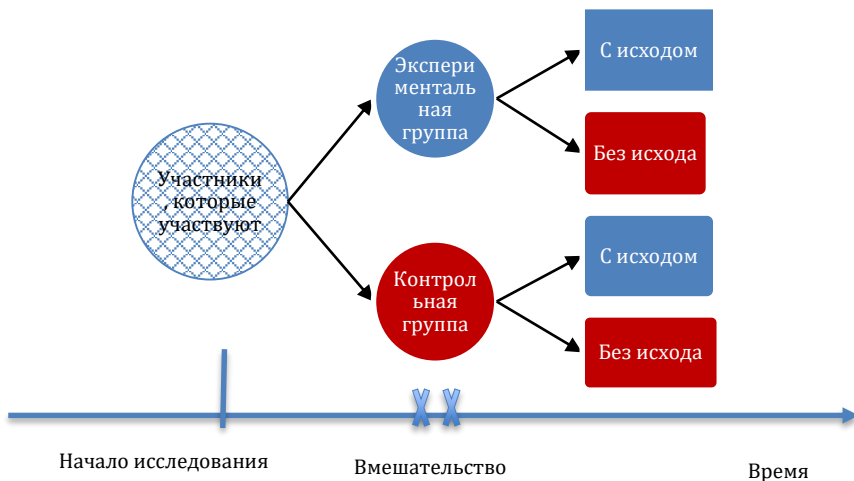 Участники
, которые
участвуют
Экспери
менталь
ная
группа
С исходом
Без исхода
Контрол
ьная
группа
С исходом
Без исхода
Начало исследования
Вмешательство
Время